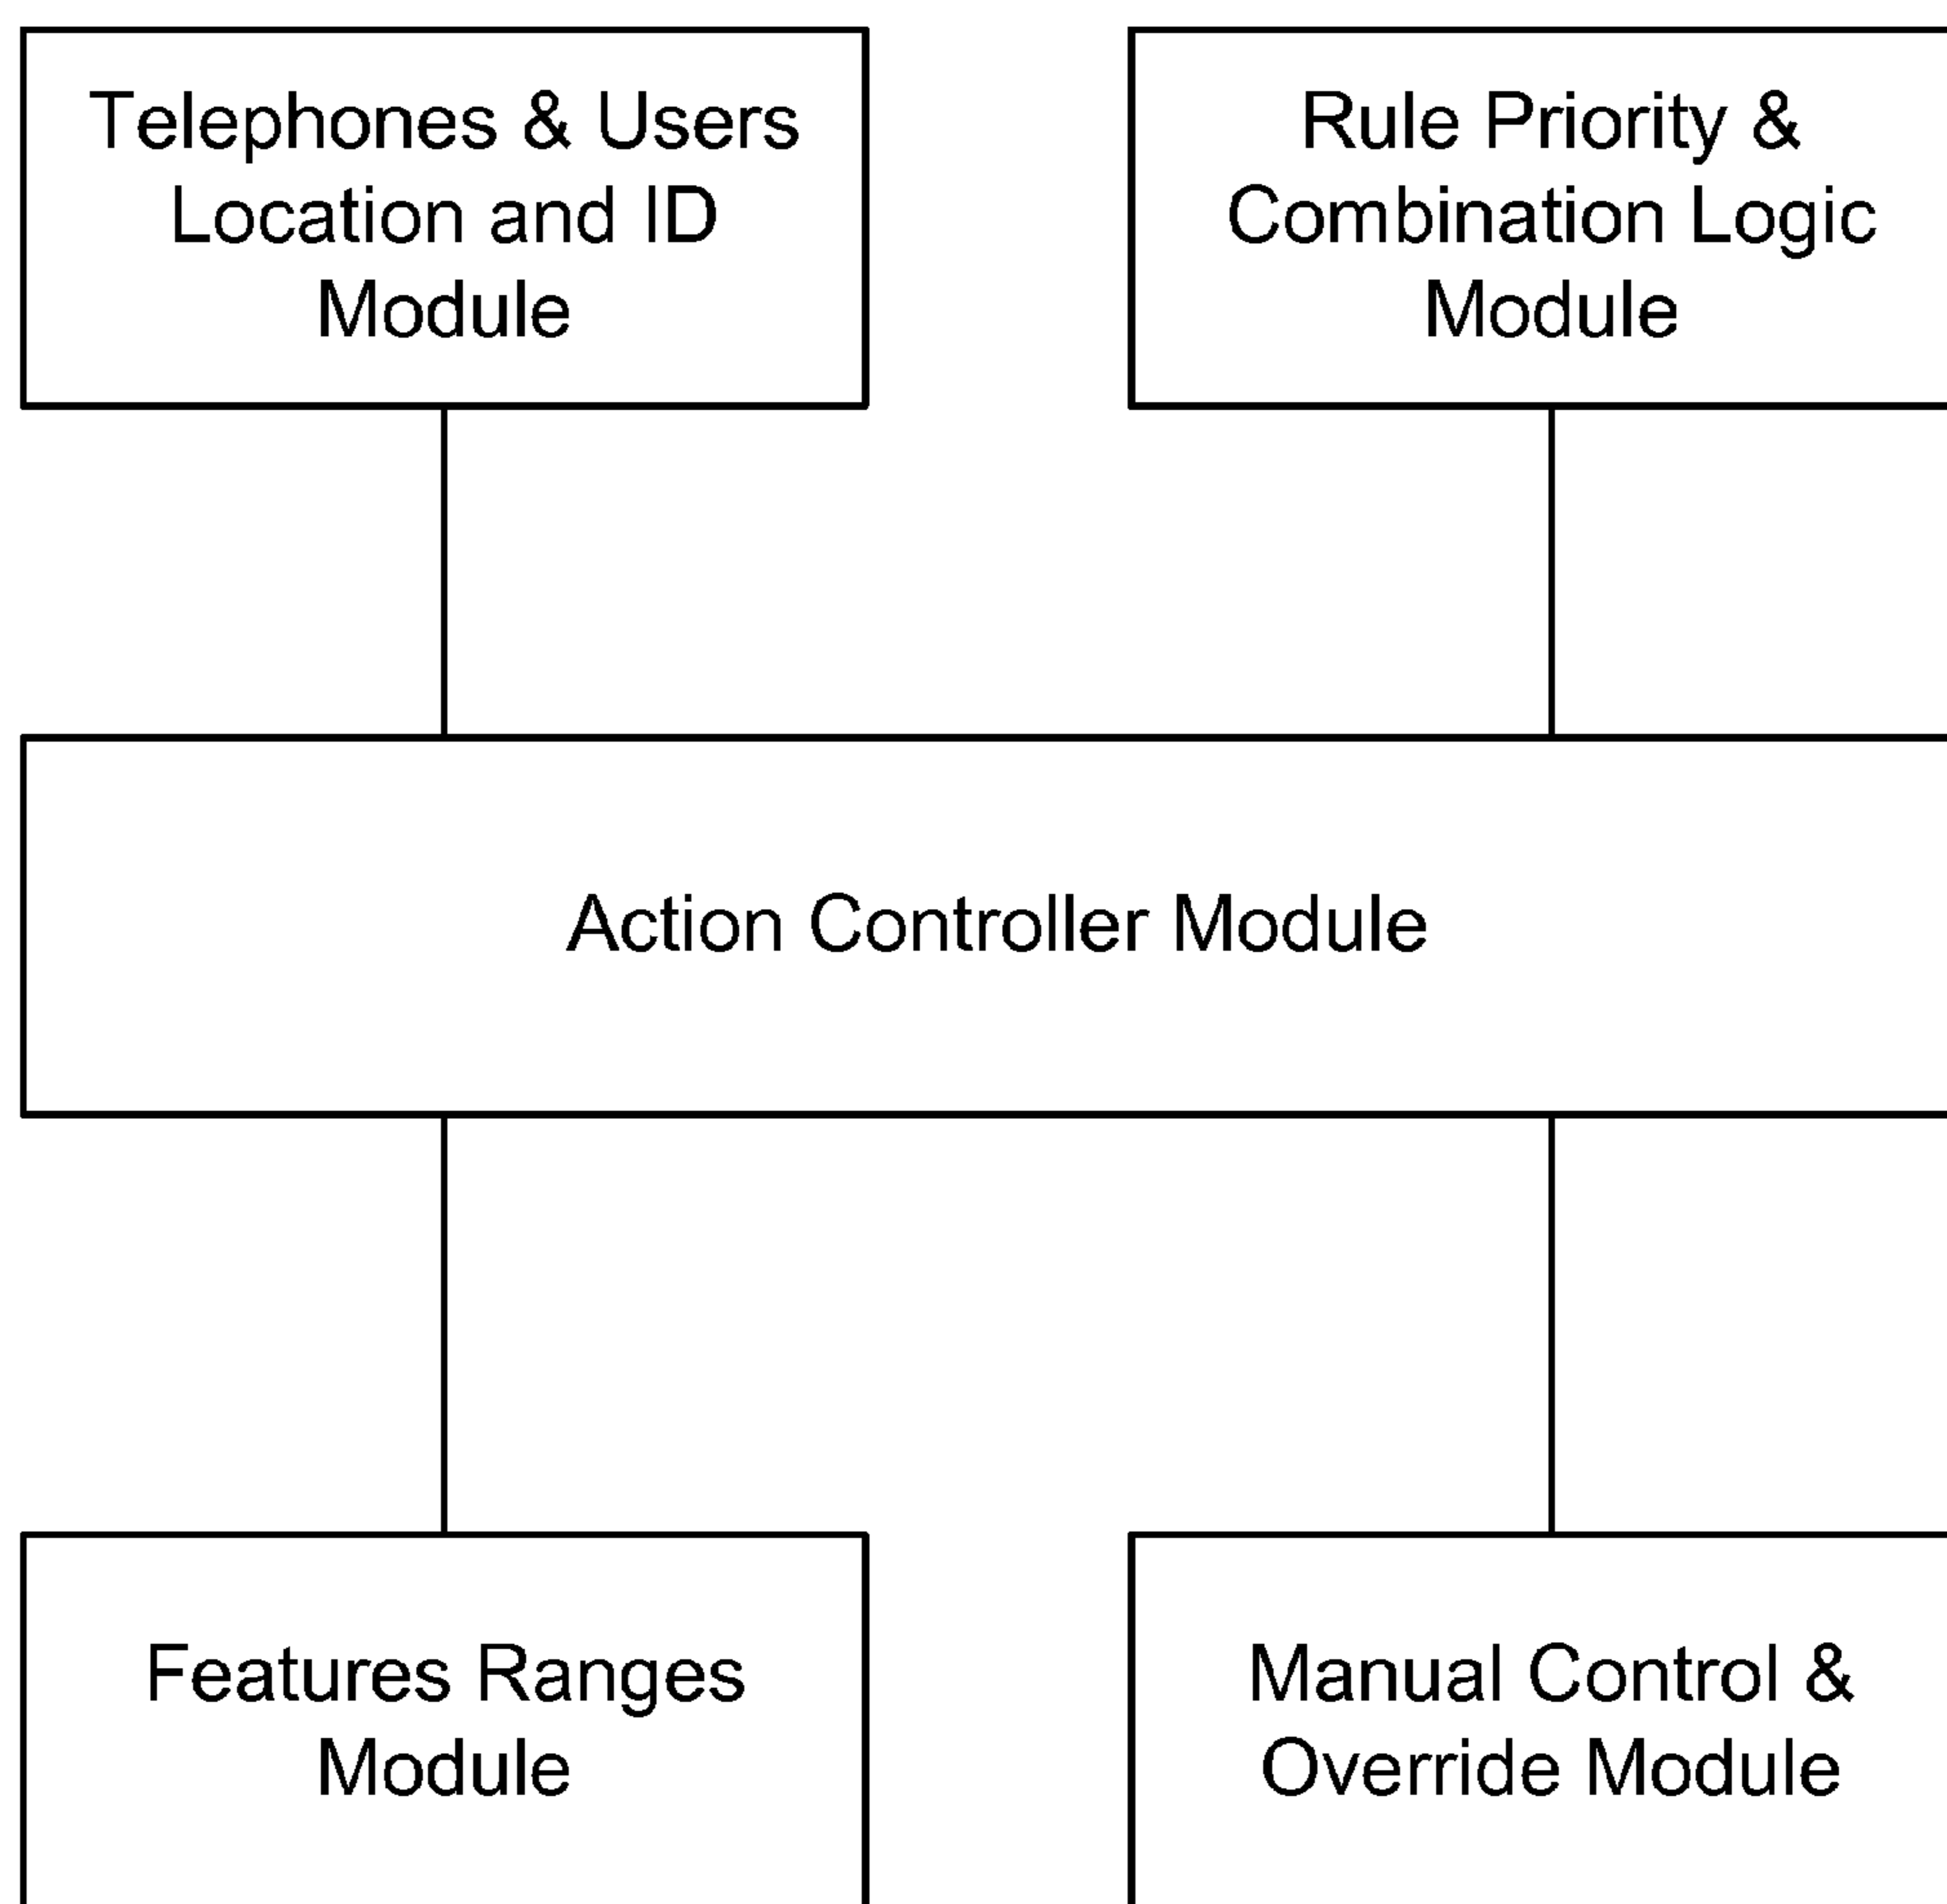 Telephones & Users
Location and ID
Module
Rule Priority &
Combination Logic
Module
Action Controller Module
Features Ranges
Module
Manual Control &
Override Module